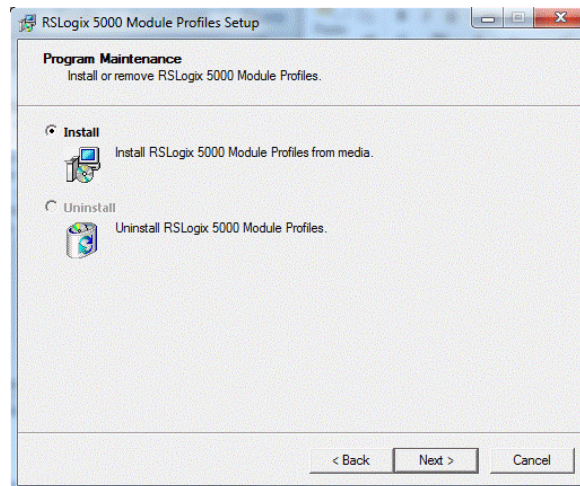 RSLogix 5000 Module Profiles Setup
Program Maintenance
Install or remove RSLogix 5000 Module Profiles.
Install
Install RSLogix 5000 Module Profiles from media.
Uninstall
Uninstall RSLogix 5000 Module Profiles.
< Back Next > Cancel